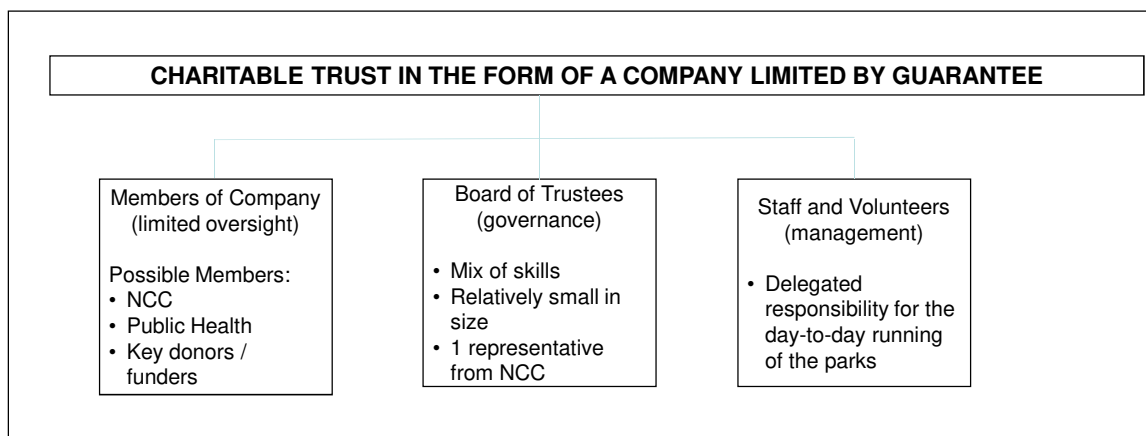 CHARITABLE TRUST IN THE FORM OF A COMPANY LIMITED BY GUARANTEE
Members of Company
(limited oversight)
Possible Members:
• NCC
• Public Health
• Key donors /
funders
Board of Trustees
(governance)
• Mix of skills
• Relatively small in
size
• 1 representative
from NCC
Staff and Volunteers
(management)
• Delegated
responsibility for the
day-to-day running
of the parks